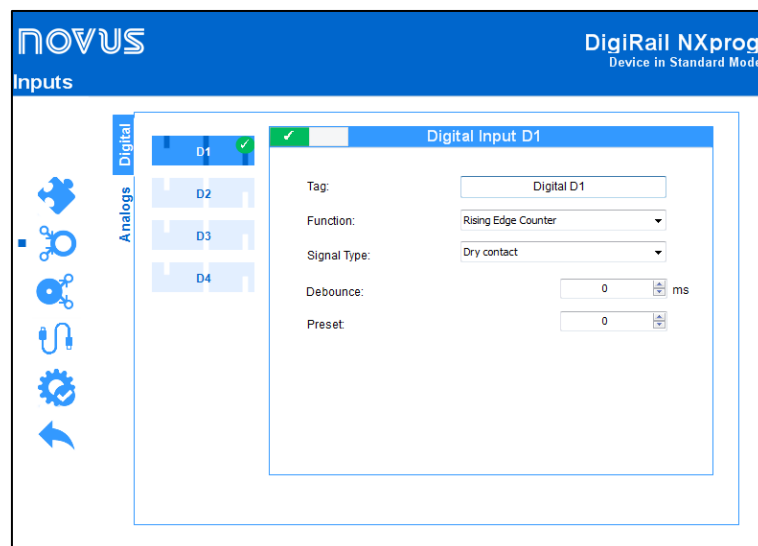 NOVUS
DigiRail NXprog
Device in Standard Mode
Inputs
Digital
Analogs
D1
D2
D3
D4
Digital Input D1
Tag: Digital D1
Function: Rising Edge Counter
Signal Type: Dry contact
Debounce: 0 ms
Preset: 0